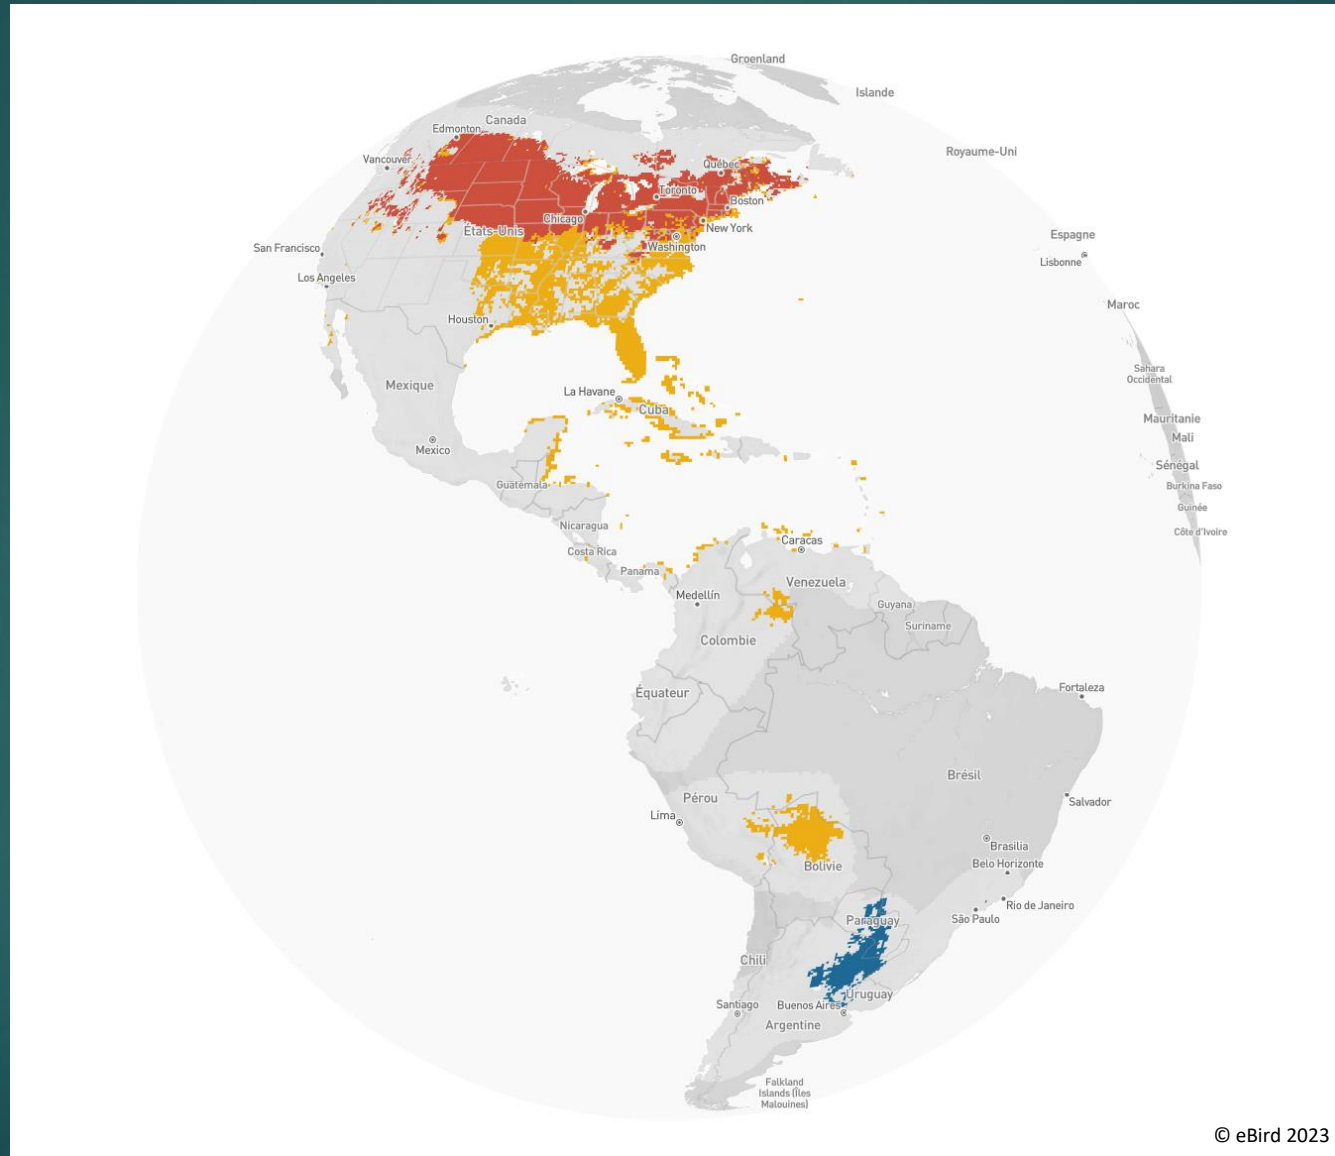 Groenland
Islande
Canada
Edmonton
Royaume-Uni
Vancouver
Québec
Toronto
Boston
Chicago
New York
États-Unis
Washington
San Francisco
Espagne
Lisbonne
Los Angeles
Maroc
Houston
Sahara
Occidental
Mexique
La Havane
Cuba
Mauritanie
Mexico
Mali
Sénégal
Guatemala
Burkina Faso
Guinée
Nicaragua
Côte d'Ivoire
Caracas
Costa Rica
Panama
Venezuela
Medellín
Guyana
Suriname
Colombie
Équateur
Fortaleza
Brésil
Pérou
Salvador
Lima
Brasilia
Bolivie
Belo Horizonte
Rio de Janeiro
São Paulo
Paraguay
Chili
Uruguay
Santiago
Buenos Aires
Argentine
Falkland
Islands (Îles
Malouines)
© eBird 2023